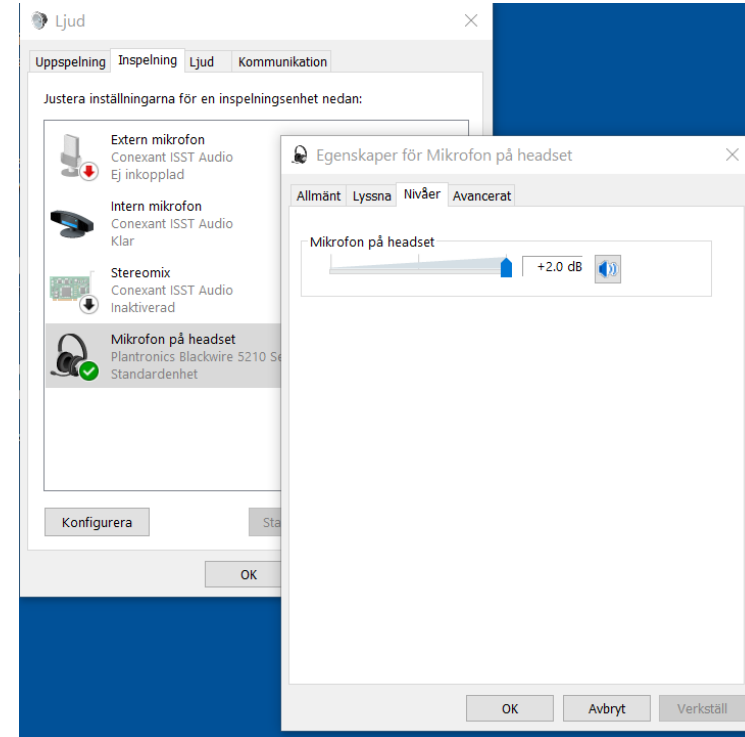 Ljud
Uppspelning Inspelning Ljud Kommunikation
Justera inställningarna för en inspelningsenhet nedan:
Extern mikrofon
Conexant ISST Audio
Ej inkopplad
Intern mikrofon
Conexant ISST Audio
Klar
Stereomix
Conexant ISST Audio
Inaktiverad
Mikrofon på headset
Plantronics Blackwire 5210 Se
Standardenhet
Konfigurera
Sta
OK
Egenskaper för Mikrofon på headset
Allmänt Lyssna Nivåer Avancerat
Mikrofon på headset
+2.0 dB
OK Avbryt Verkställ